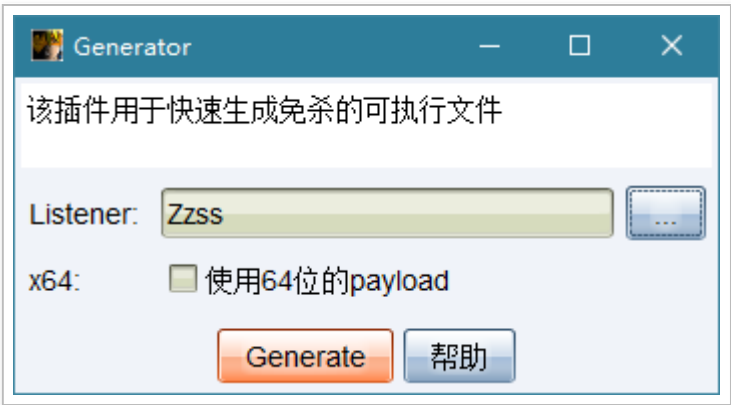 Generator
该插件用于快速生成免杀的可执行文件
Listener: Zzss ...
x64: 使用64位的payload
Generate 帮助